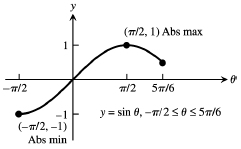 y
(π/2, 1) Abs max
1
θ
−π/2
π/2
5π/6
−1
y = sin θ, −π/2 ≤ θ ≤ 5π/6
(−π/2, −1)
Abs min